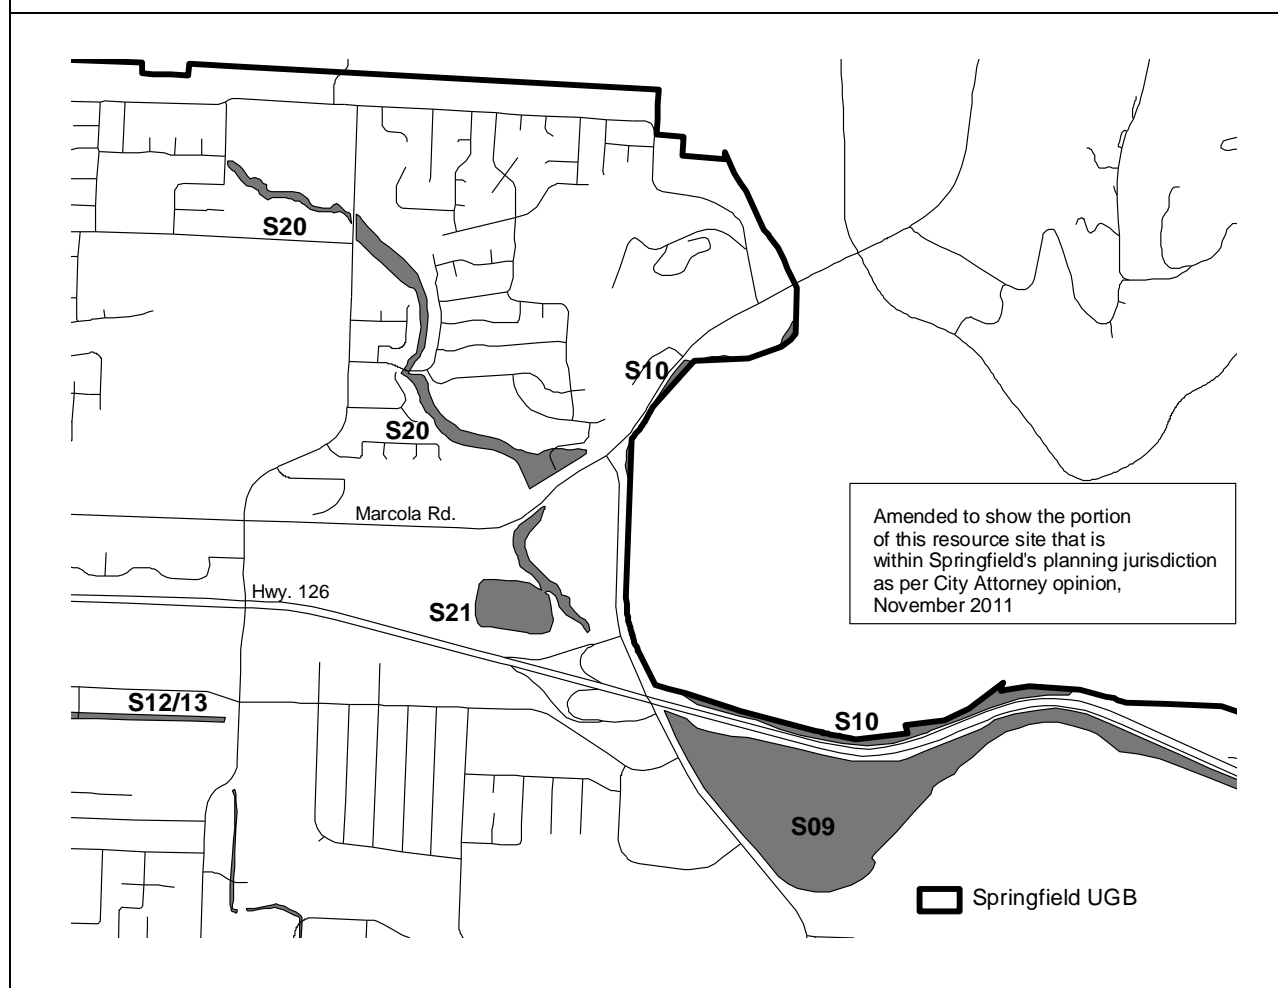 S20
S10
S20
Marcola Rd.
Amended to show the portion
of this resource site that is
within Springfield's planning jurisdiction
as per City Attorney opinion,
November 2011
Hwy. 126
S21
S12/13
S10
S09
Springfield UGB